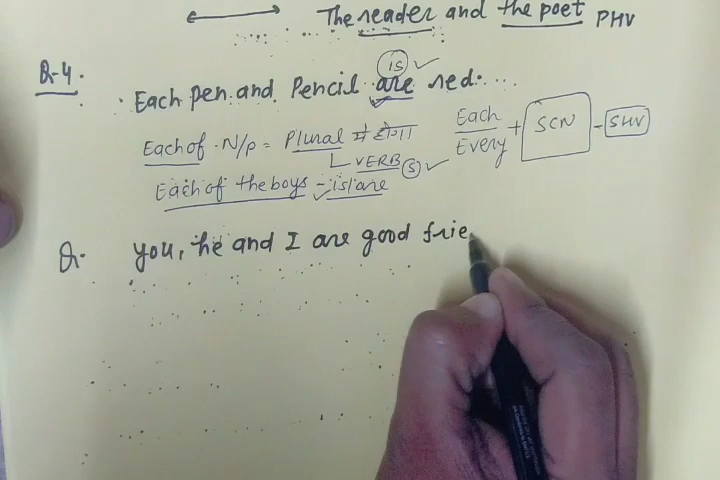 The reader and the poet PHV
is
Q-4. Each pen and Pencil are red.
Each of N/p = Plural होता
Each
Every + SCN - SHV
VERB S
Each of the boys - is/are
Q. you, he and I are good frie